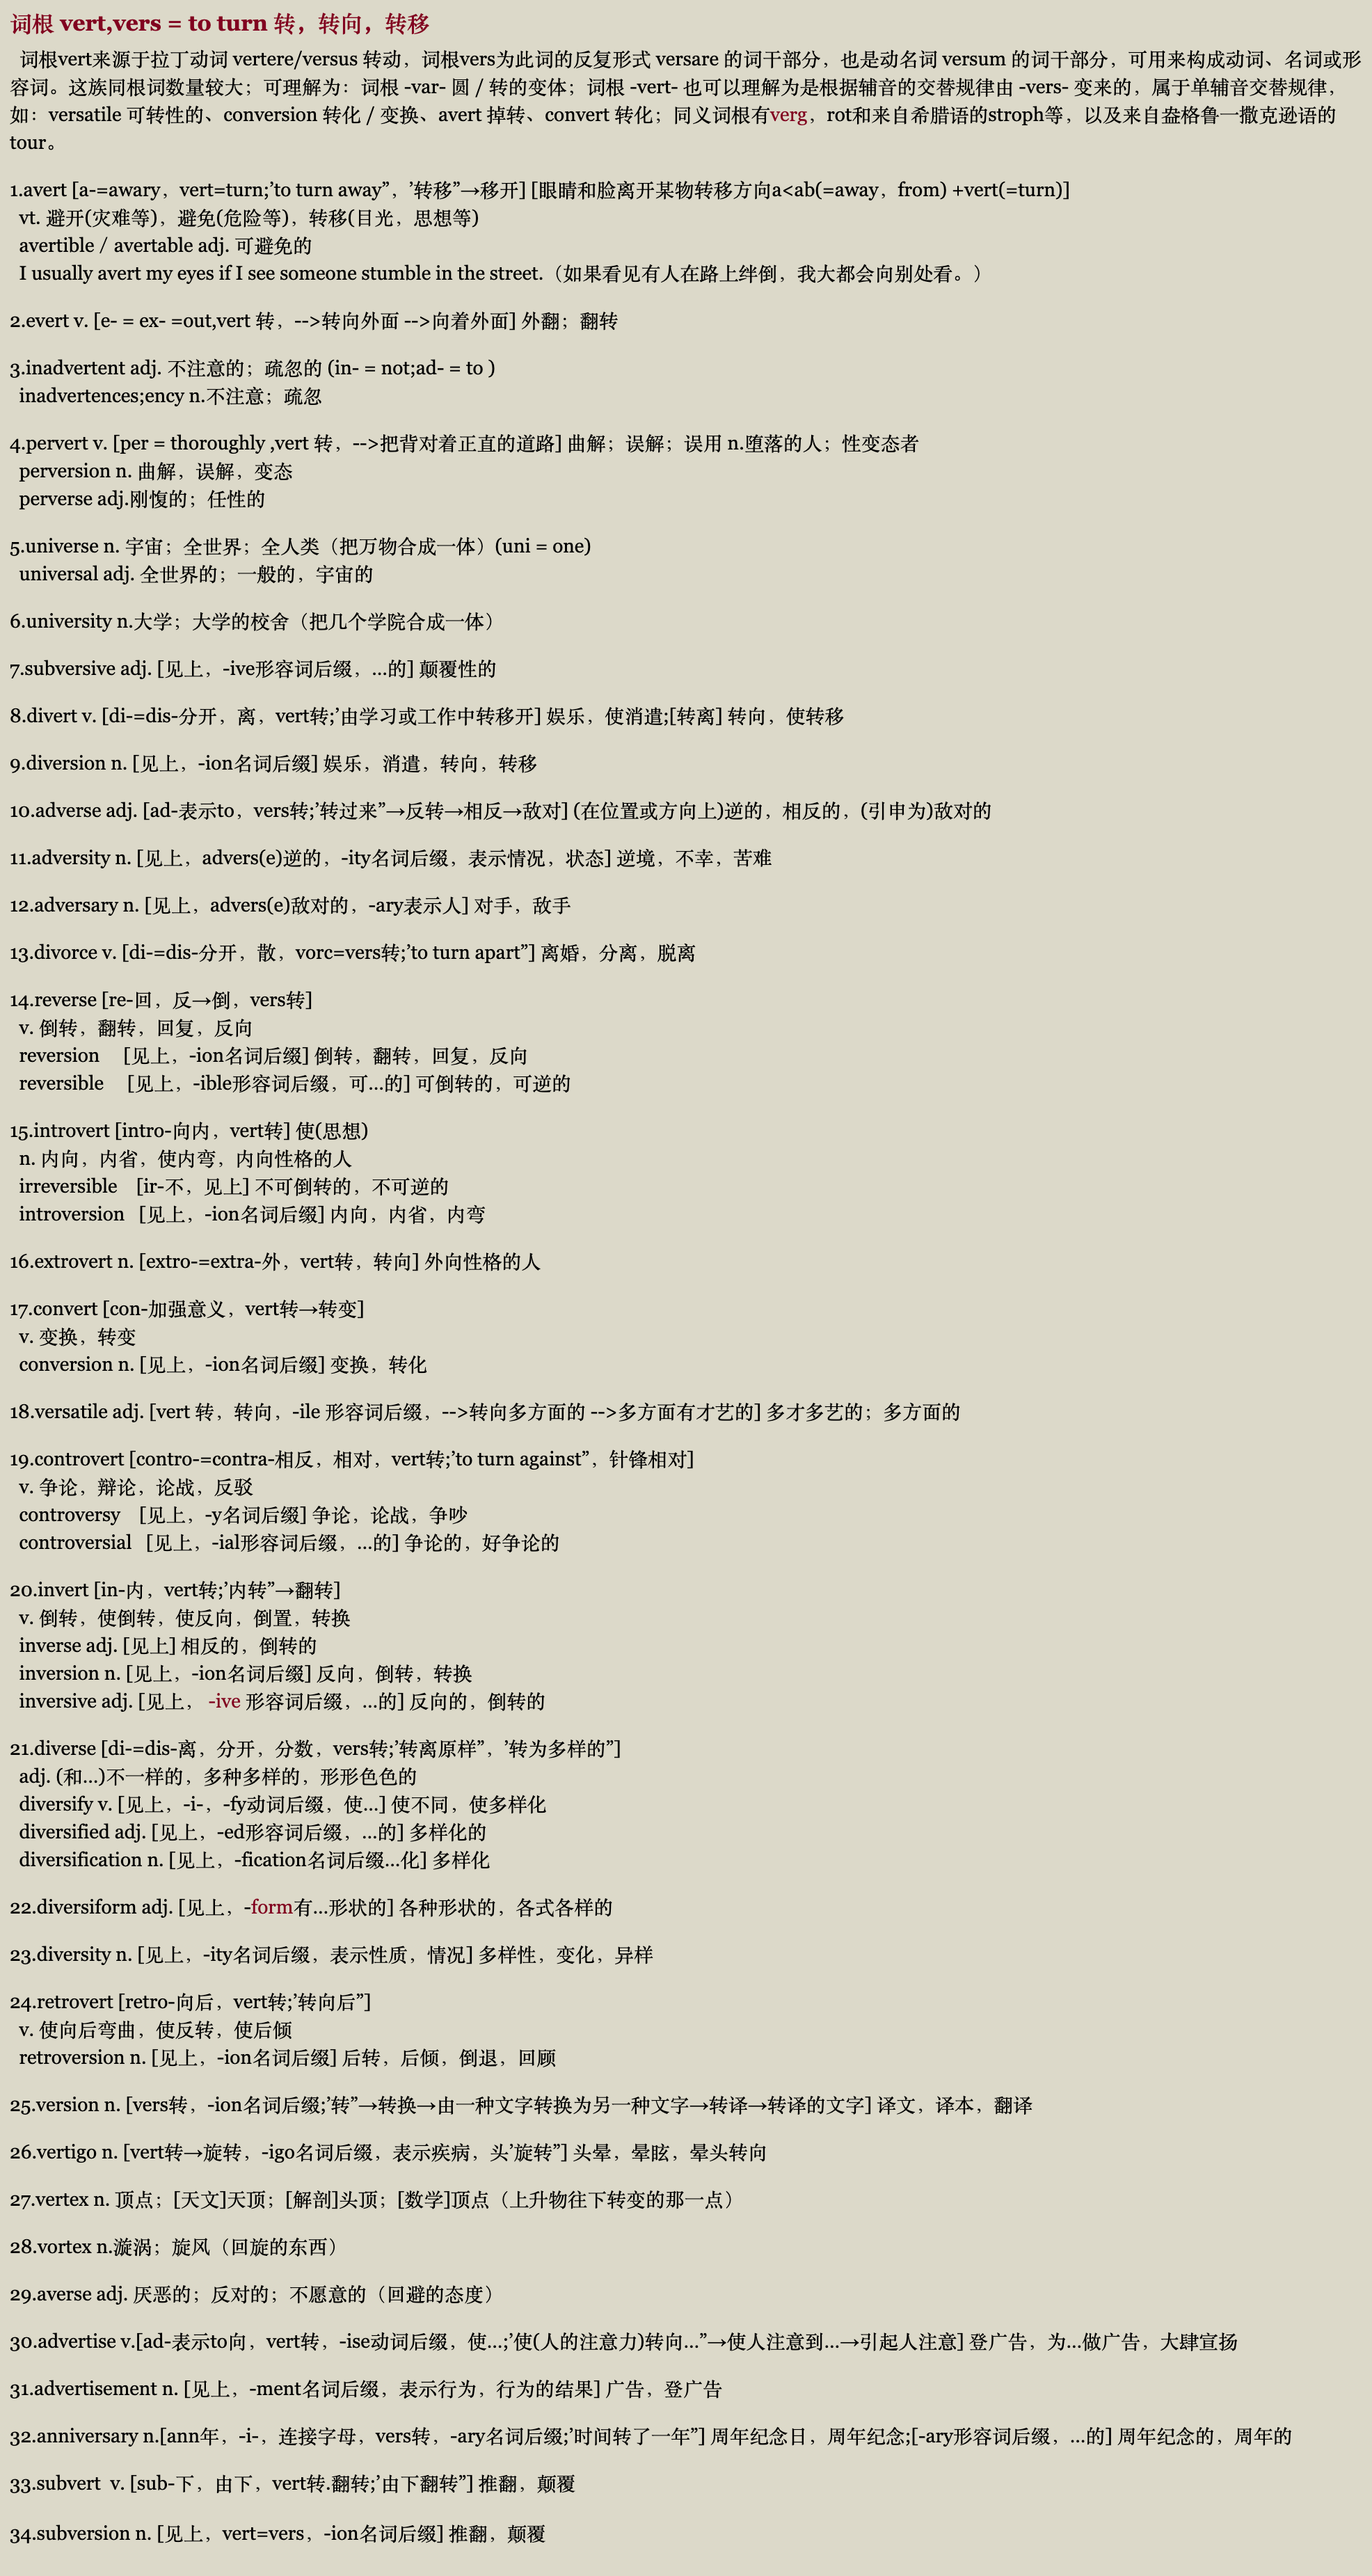 词根 vert,vers = to turn 转，转向，转移
词根vert来源于拉丁动词 vertere/versus 转动，词根vers为此词的反复形式 versare 的词干部分，也是动名词 versum 的词干部分，可用来构成动词、名词或形
容词。这族同根词数量较大；可理解为：词根 -var- 圆 / 转的变体；词根 -vert- 也可以理解为是根据辅音的交替规律由 -vers- 变来的，属于单辅音交替规律，
如：versatile 可转性的、conversion 转化 / 变换、avert 掉转、convert 转化；同义词根有verg，rot和来自希腊语的stroph等，以及来自盎格鲁一撒克逊语的
tour。
1.avert [a-=awary，vert=turn;’to turn away”，’转移”→移开] [眼睛和脸离开某物转移方向a<ab(=away，from) +vert(=turn)]
vt. 避开(灾难等)，避免(危险等)，转移(目光，思想等)
avertible / avertable adj. 可避免的
I usually avert my eyes if I see someone stumble in the street.（如果看见有人在路上绊倒，我大都会向别处看。）
2.evert v. [e- = ex- =out,vert 转，-->转向外面 -->向着外面] 外翻；翻转
3.inadvertent adj. 不注意的；疏忽的 (in- = not;ad- = to )
inadvertences;ency n.不注意；疏忽
4.pervert v. [per = thoroughly ,vert 转，-->把背对着正直的道路] 曲解；误解；误用 n.堕落的人；性变态者
perversion n. 曲解，误解，变态
perverse adj.刚愎的；任性的
5.universe n. 宇宙；全世界；全人类（把万物合成一体）(uni = one)
universal adj. 全世界的；一般的，宇宙的
6.university n.大学；大学的校舍（把几个学院合成一体）
7.subversive adj. [见上，-ive形容词后缀，…的] 颠覆性的
8.divert v. [di-=dis-分开，离，vert转;’由学习或工作中转移开] 娱乐，使消遣;[转离] 转向，使转移
9.diversion n. [见上，-ion名词后缀] 娱乐，消遣，转向，转移
10.adverse adj. [ad-表示to，vers转;’转过来”→反转→相反→敌对] (在位置或方向上)逆的，相反的，(引申为)敌对的
11.adversity n. [见上，advers(e)逆的，-ity名词后缀，表示情况，状态] 逆境，不幸，苦难
12.adversary n. [见上，advers(e)敌对的，-ary表示人] 对手，敌手
13.divorce v. [di-=dis-分开，散，vorc=vers转;’to turn apart”] 离婚，分离，脱离
14.reverse [re-回，反→倒，vers转]
v. 倒转，翻转，回复，反向
reversion [见上，-ion名词后缀] 倒转，翻转，回复，反向
reversible [见上，-ible形容词后缀，可…的] 可倒转的，可逆的
15.introvert [intro-向内，vert转] 使(思想)
n. 内向，内省，使内弯，内向性格的人
irreversible [ir-不，见上] 不可倒转的，不可逆的
introversion [见上，-ion名词后缀] 内向，内省，内弯
16.extrovert n. [extro-=extra-外，vert转，转向] 外向性格的人
17.convert [con-加强意义，vert转→转变]
v. 变换，转变
conversion n. [见上，-ion名词后缀] 变换，转化
18.versatile adj. [vert 转，转向，-ile 形容词后缀，-->转向多方面的 -->多方面有才艺的] 多才多艺的；多方面的
19.controvert [contro-=contra-相反，相对，vert转;’to turn against”，针锋相对]
v. 争论，辩论，论战，反驳
controversy [见上，-y名词后缀] 争论，论战，争吵
controversial [见上，-ial形容词后缀，…的] 争论的，好争论的
20.invert [in-内，vert转;’内转”→翻转]
v. 倒转，使倒转，使反向，倒置，转换
inverse adj. [见上] 相反的，倒转的
inversion n. [见上，-ion名词后缀] 反向，倒转，转换
inversive adj. [见上， -ive 形容词后缀，…的] 反向的，倒转的
21.diverse [di-=dis-离，分开，分数，vers转;’转离原样”，’转为多样的”]
adj. (和…)不一样的，多种多样的，形形色色的
diversify v. [见上，-i-，-fy动词后缀，使…] 使不同，使多样化
diversified adj. [见上，-ed形容词后缀，…的] 多样化的
diversification n. [见上，-fication名词后缀…化] 多样化
22.diversiform adj. [见上，-form有…形状的] 各种形状的，各式各样的
23.diversity n. [见上，-ity名词后缀，表示性质，情况] 多样性，变化，异样
24.retrovert [retro-向后，vert转;’转向后”]
v. 使向后弯曲，使反转，使后倾
retroversion n. [见上，-ion名词后缀] 后转，后倾，倒退，回顾
25.version n. [vers转，-ion名词后缀;’转”→转换→由一种文字转换为另一种文字→转译→转译的文字] 译文，译本，翻译
26.vertigo n. [vert转→旋转，-igo名词后缀，表示疾病，头’旋转”] 头晕，晕眩，晕头转向
27.vertex n. 顶点；[天文]天顶；[解剖]头顶；[数学]顶点（上升物往下转变的那一点）
28.vortex n.漩涡；旋风（回旋的东西）
29.averse adj. 厌恶的；反对的；不愿意的（回避的态度）
30.advertise v.[ad-表示to向，vert转，-ise动词后缀，使…;’使(人的注意力)转向…”→使人注意到…→引起人注意] 登广告，为…做广告，大肆宣扬
31.advertisement n. [见上，-ment名词后缀，表示行为，行为的结果] 广告，登广告
32.anniversary n.[ann年，-i-，连接字母，vers转，-ary名词后缀;’时间转了一年”] 周年纪念日，周年纪念;[-ary形容词后缀，…的] 周年纪念的，周年的
33.subvert v. [sub-下，由下，vert转.翻转;’由下翻转”] 推翻，颠覆
34.subversion n. [见上，vert=vers，-ion名词后缀] 推翻，颠覆